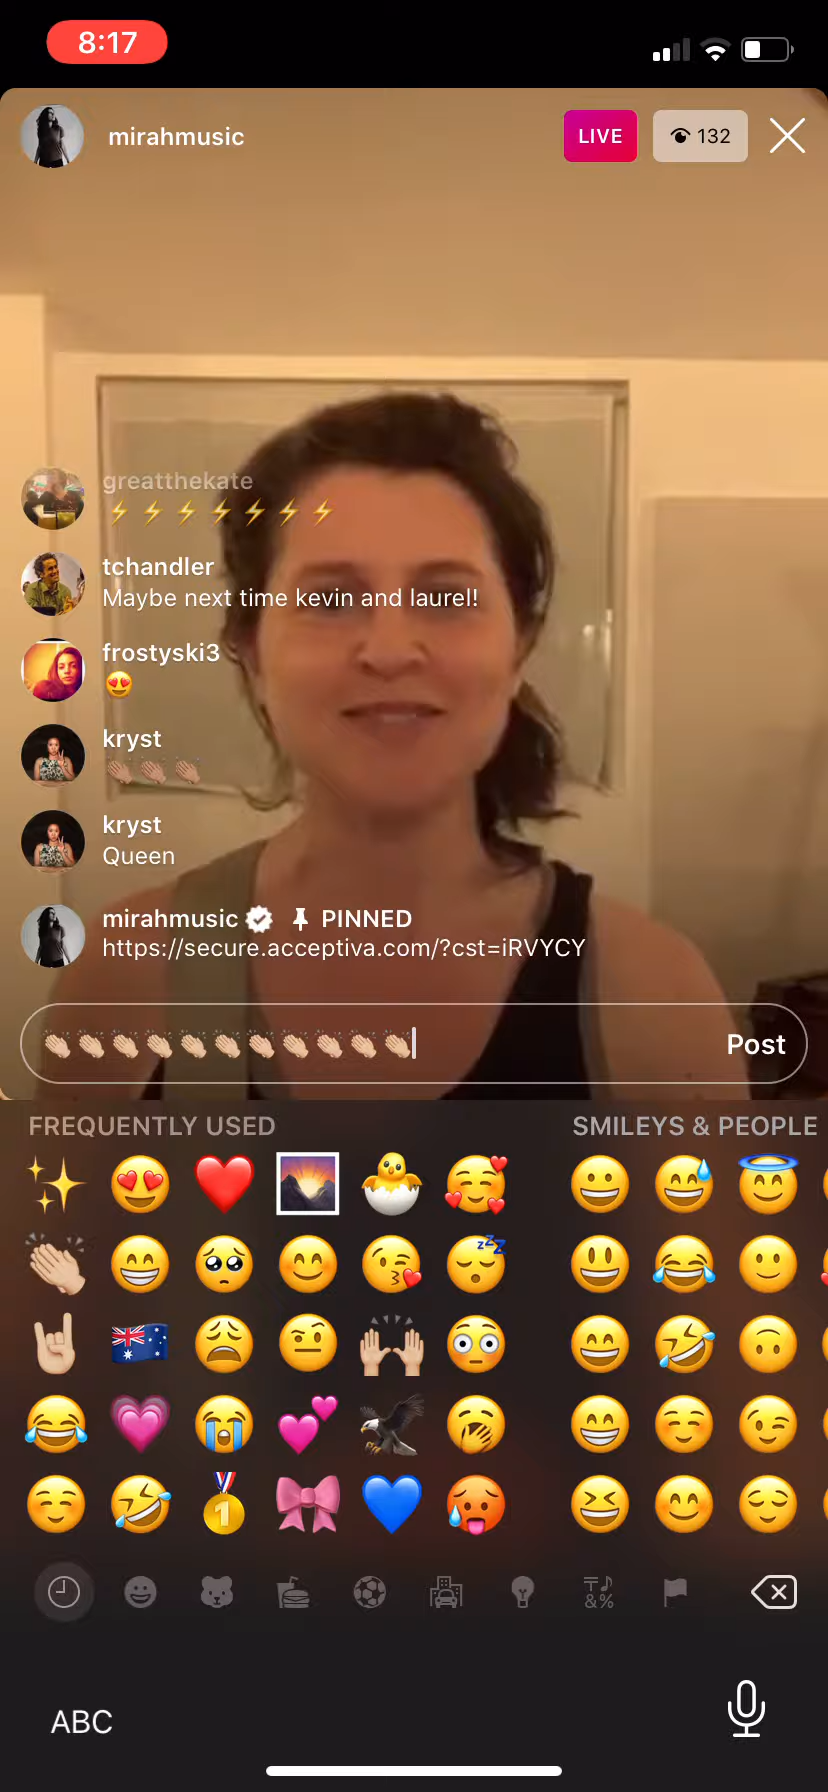 8:17
mirahmusic
LIVE
132
greatthekate
⚡⚡⚡⚡⚡⚡⚡
tchandler
Maybe next time kevin and laurel!
frostyski3
😍
kryst
👏🏼👏🏼👏🏼
kryst
Queen
mirahmusic PINNED
https://secure.acceptiva.com/?cst=iRVYCY
👏🏻👏🏻👏🏻👏🏻👏🏻👏🏻👏🏻👏🏻👏🏻👏🏻👏🏻
Post
FREQUENTLY USED
SMILEYS & PEOPLE
ABC